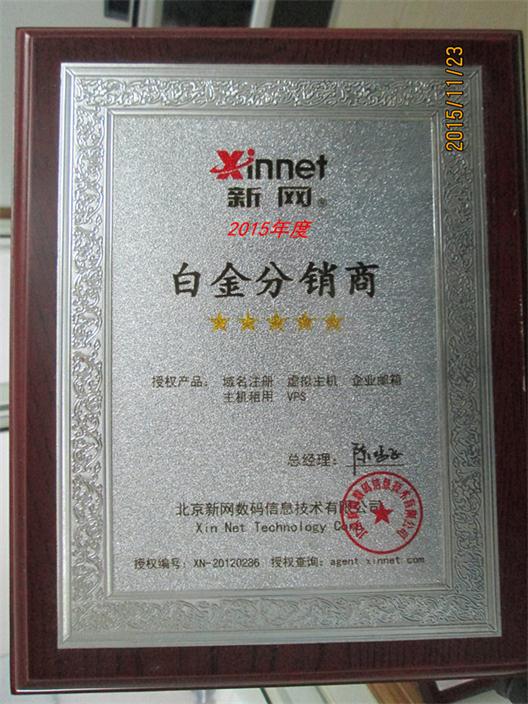 2015/11/23
Xinnet
新网®
2015年度
白金分销商
授权产品: 域名注册 虚拟主机 企业邮箱
主机租用 VPS
总经理:
北京新网数码信息技术有限公司
Xin Net Technology Corp.
授权编号: XN-20120236 授权查询: agent.xinnet.com